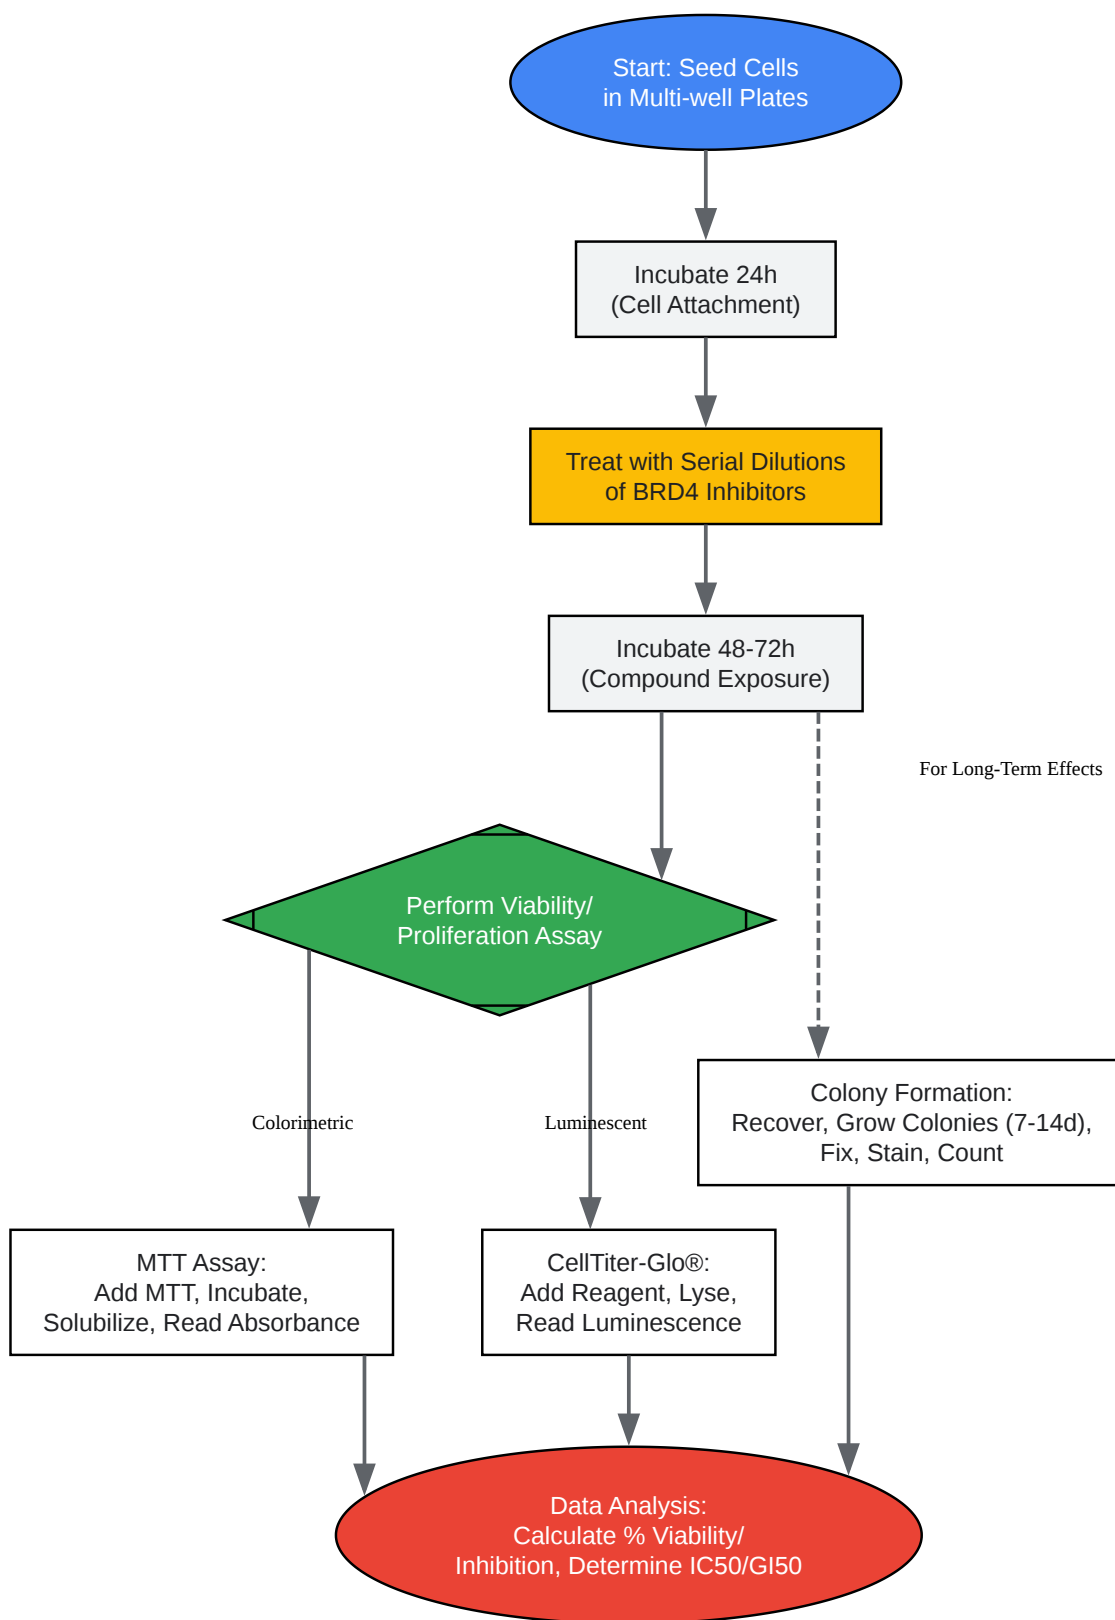 Start: Seed Cells
in Multi-well Plates
Incubate 24h
(Cell Attachment)
Treat with Serial Dilutions
of BRD4 Inhibitors
Incubate 48-72h
(Compound Exposure)
For Long-Term Effects
Perform Viability/
Proliferation Assay
Colorimetric
Luminescent
Colony Formation:
Recover, Grow Colonies (7-14d),
Fix, Stain, Count
MTT Assay:
Add MTT, Incubate,
Solubilize, Read Absorbance
CellTiter-Glo®:
Add Reagent, Lyse,
Read Luminescence
Data Analysis:
Calculate % Viability/
Inhibition, Determine IC50/GI50